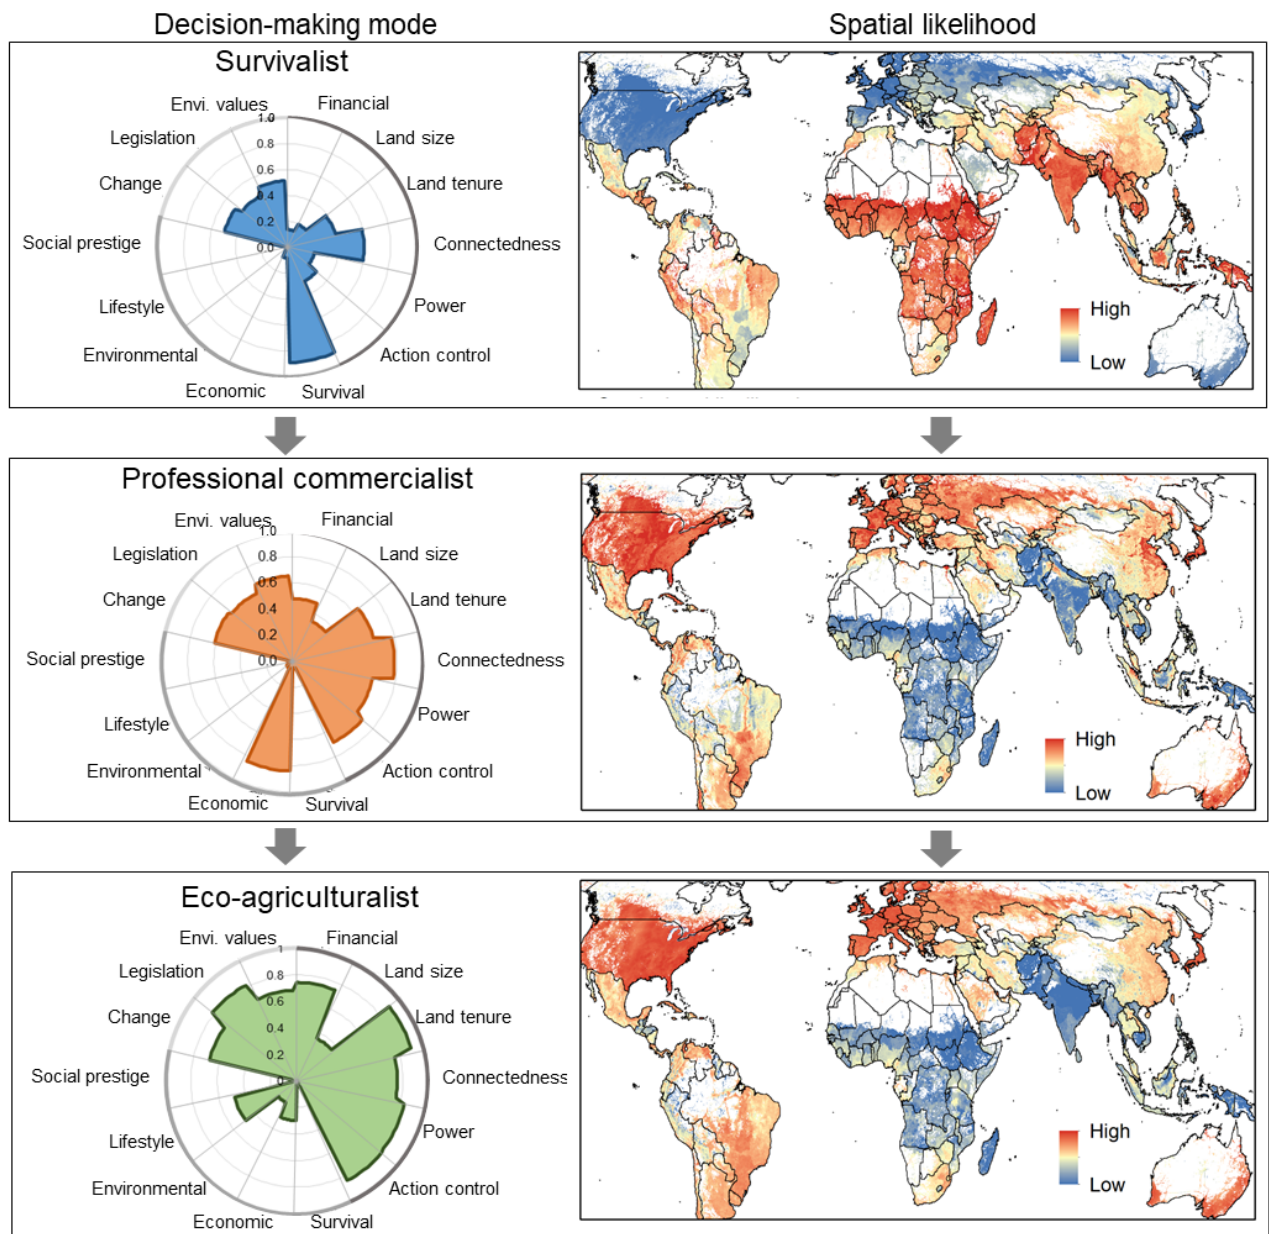 Decision-making mode
Spatial likelihood
Survivalist
Envi. values
Financial
Legislation
Land size
Change
Land tenure
Social prestige
Connectedness
Lifestyle
Power
Environmental
Action control
Economic
Survival
1.0
0.8
0.6
0.4
0.2
0.0
High
Low
Professional commercialist
Envi. values
Financial
Legislation
Land size
Change
Land tenure
Social prestige
Connectedness
Lifestyle
Power
Environmental
Action control
Economic
Survival
1.0
0.8
0.6
0.4
0.2
0.0
High
Low
Eco-agriculturalist
Envi. values
Financial
Legislation
Land size
Change
Land tenure
Social prestige
Connectedness
Lifestyle
Power
Environmental
Action control
Economic
Survival
1
0.8
0.6
0.4
0.2
0
High
Low